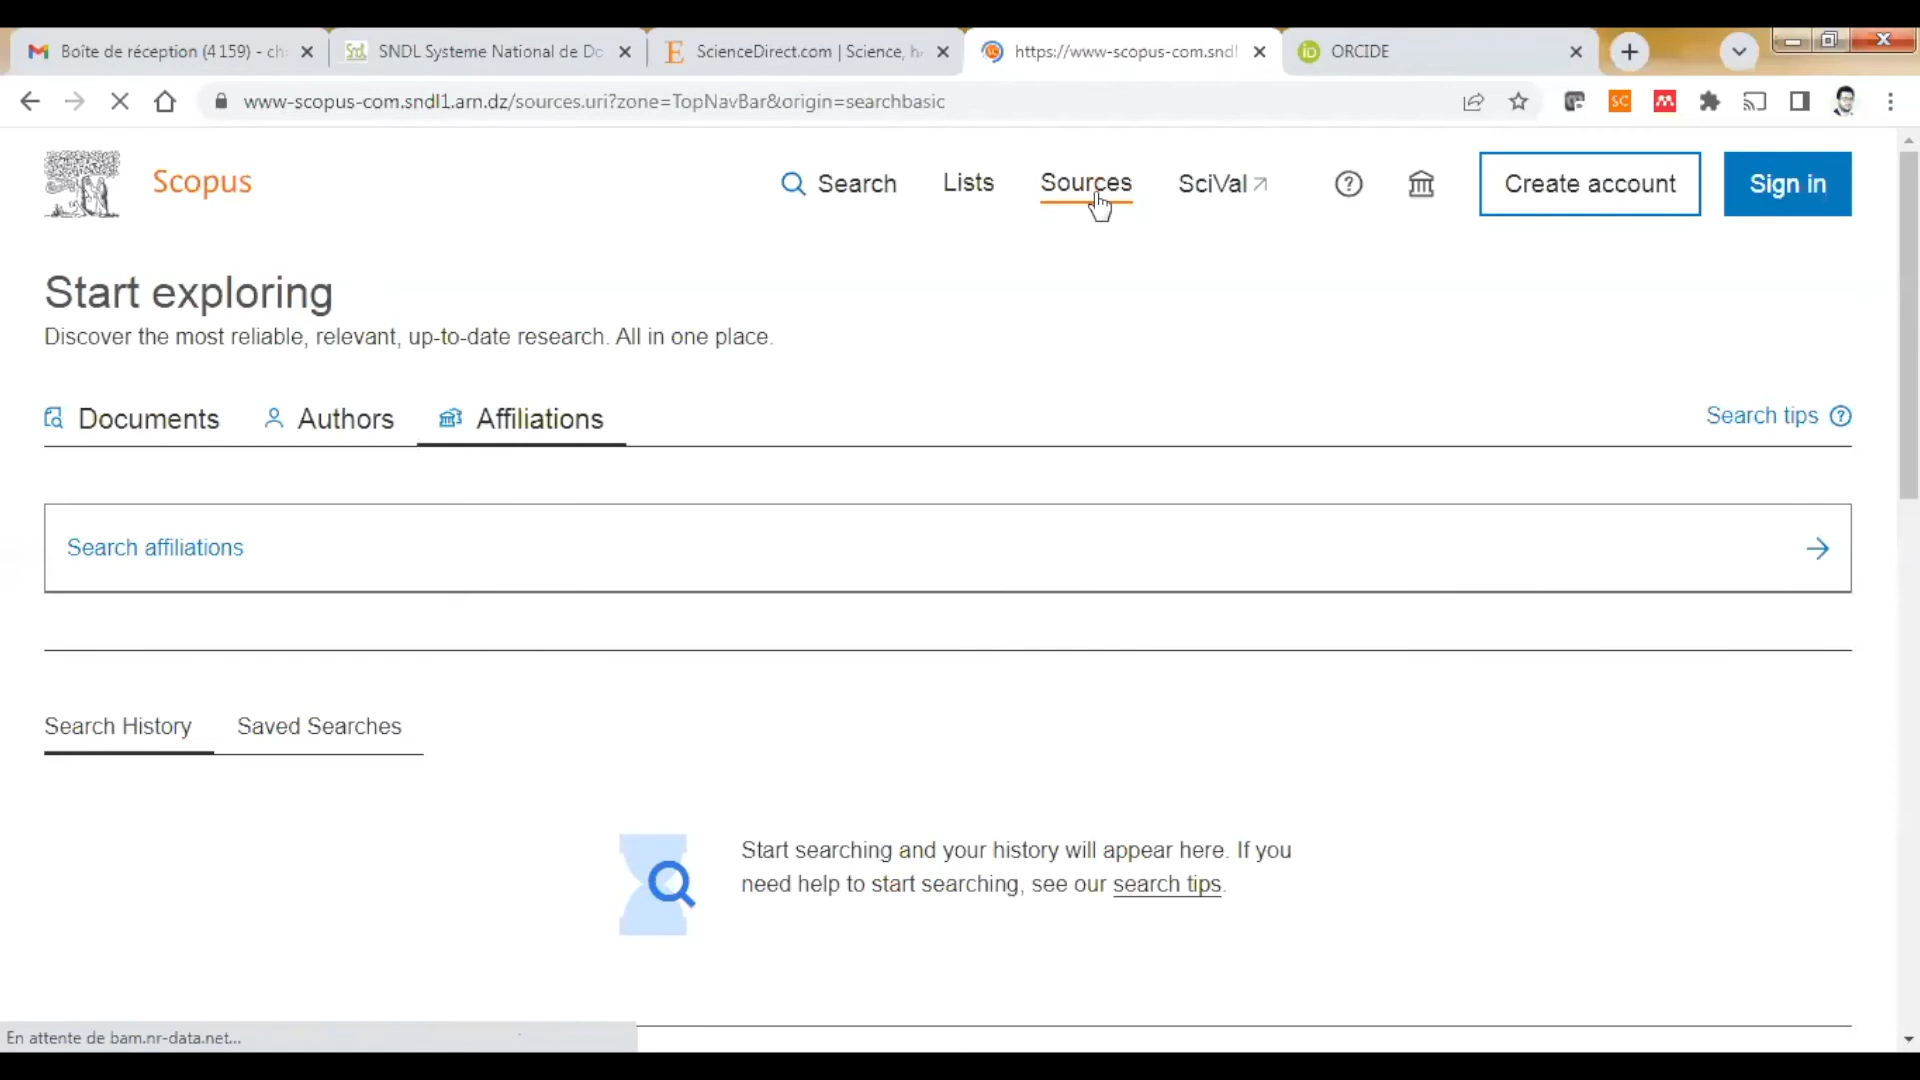 Boîte de réception (4 159) - ch
SNDL Systeme National de Do
ScienceDirect.com | Science, h
https://www-scopus-com.sndl
ORCIDE
www-scopus-com.sndl1.arn.dz/sources.uri?zone=TopNavBar&origin=searchbasic
SC
Scopus
Search
Lists
Sources
SciVal
Create account
Sign in
Start exploring
Discover the most reliable, relevant, up-to-date research. All in one place.
Documents
Authors
Affiliations
Search tips
Search affiliations
Search History
Saved Searches
Start searching and your history will appear here. If you
need help to start searching, see our search tips.
En attente de bam.nr-data.net...